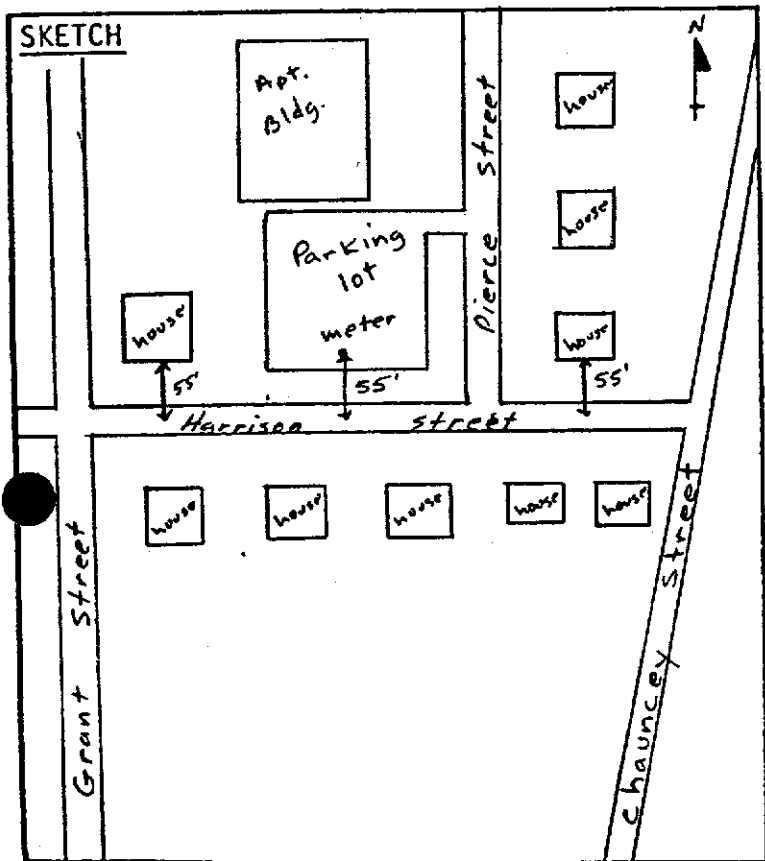 SKETCH
N
Apt.
Bldg.
Pierce Street
house
house
Parking
lot
meter
house
house
55'
55'
55'
Harrison Street
house
house
house
house
house
Grant Street
Chauncey Street